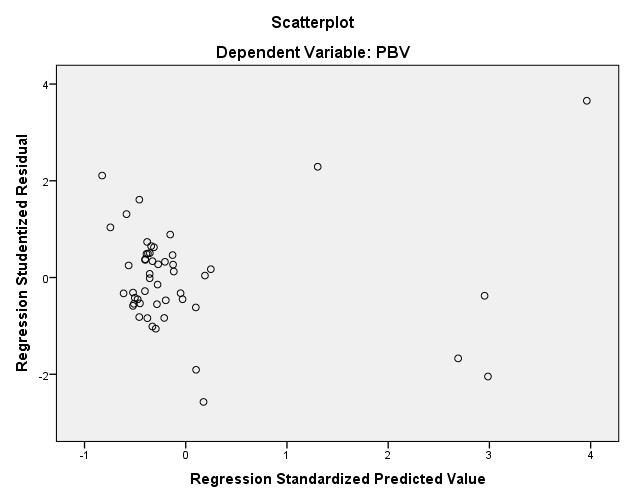 Scatterplot
Dependent Variable: PBV
Regression Studentized Residual
4
2
0
-2
-1
0
1
2
3
4
Regression Standardized Predicted Value